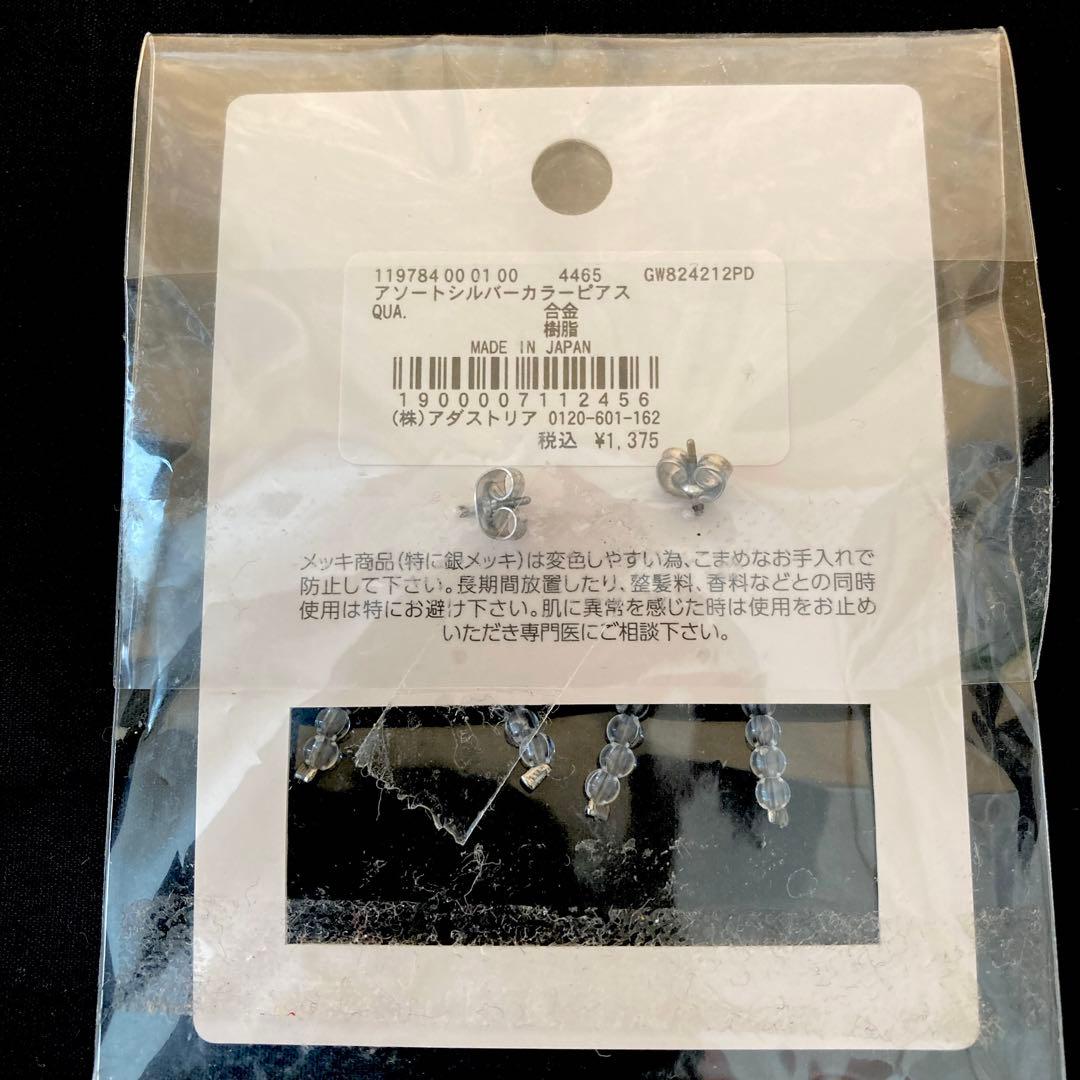 119784 00 01 00 4465 GW824212PD
アソートシルバーカラーピアス
QUA. 合金
樹脂
MADE IN JAPAN
1900007112456
(株)アダストリア 0120-601-162
税込 ¥1,375
メッキ商品(特に銀メッキ)は変色しやすい為、こまめなお手入れで
防止して下さい。長期間放置したり、整髪料、香料などとの同時
使用は特にお避け下さい。肌に異常を感じた時は使用をお止め
いただき専門医にご相談下さい。